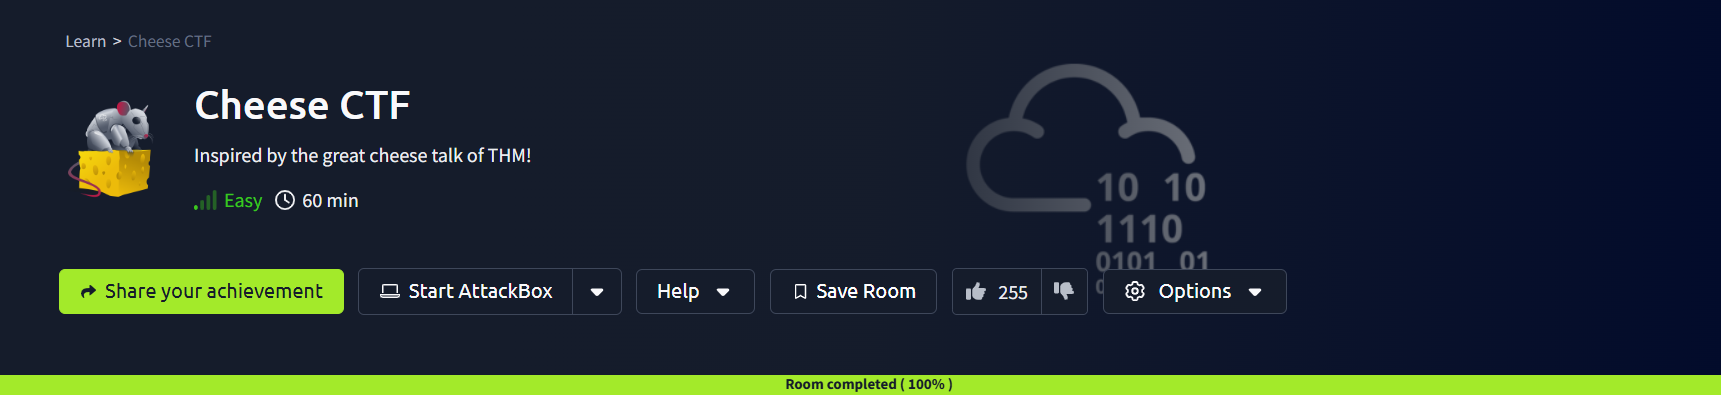 Learn > Cheese CTF
Cheese CTF
Inspired by the great cheese talk of THM!
Easy 60 min
10 10
1110
0101 01
Share your achievement Start AttackBox Help Save Room 255 Options
Room completed ( 100% )